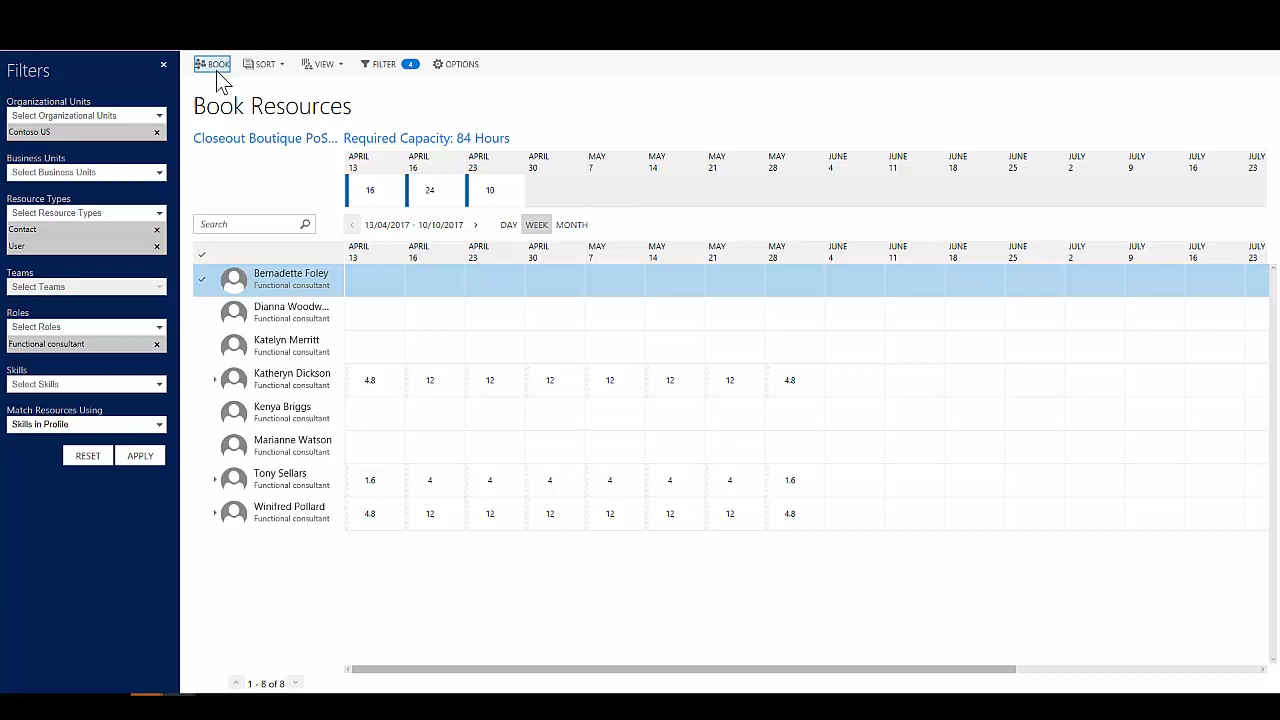 Filters
Organizational Units
Select Organizational Units
Contoso US
Business Units
Select Business Units
Resource Types
Select Resource Types
Contact
User
Teams
Select Teams
Roles
Select Roles
Functional consultant
Skills
Select Skills
Match Resources Using
Skills in Profile
RESET APPLY
BOOK SORT VIEW FILTER 4 OPTIONS
Book Resources
Closeout Boutique PoS... Required Capacity: 84 Hours
APRIL APRIL APRIL APRIL MAY MAY MAY MAY JUNE JUNE JUNE JUNE JULY JULY JULY JULY
13 16 23 30 7 14 21 28 4 11 18 25 2 9 16 23
16 24 10
Search 13/04/2017 - 10/10/2017 DAY WEEK MONTH
APRIL APRIL APRIL APRIL MAY MAY MAY MAY JUNE JUNE JUNE JUNE JULY JULY JULY JULY
13 16 23 30 7 14 21 28 4 11 18 25 2 9 16 23
Bernadette Foley
Functional consultant
Dianna Woodw...
Functional consultant
Katelyn Merritt
Functional consultant
Katheryn Dickson
Functional consultant
4.8 12 12 12 12 12 12 4.8
Kenya Briggs
Functional consultant
Marianne Watson
Functional consultant
Tony Sellars
Functional consultant
1.6 4 4 4 4 4 4 1.6
Winifred Pollard
Functional consultant
4.8 12 12 12 12 12 12 4.8
1 - 8 of 8